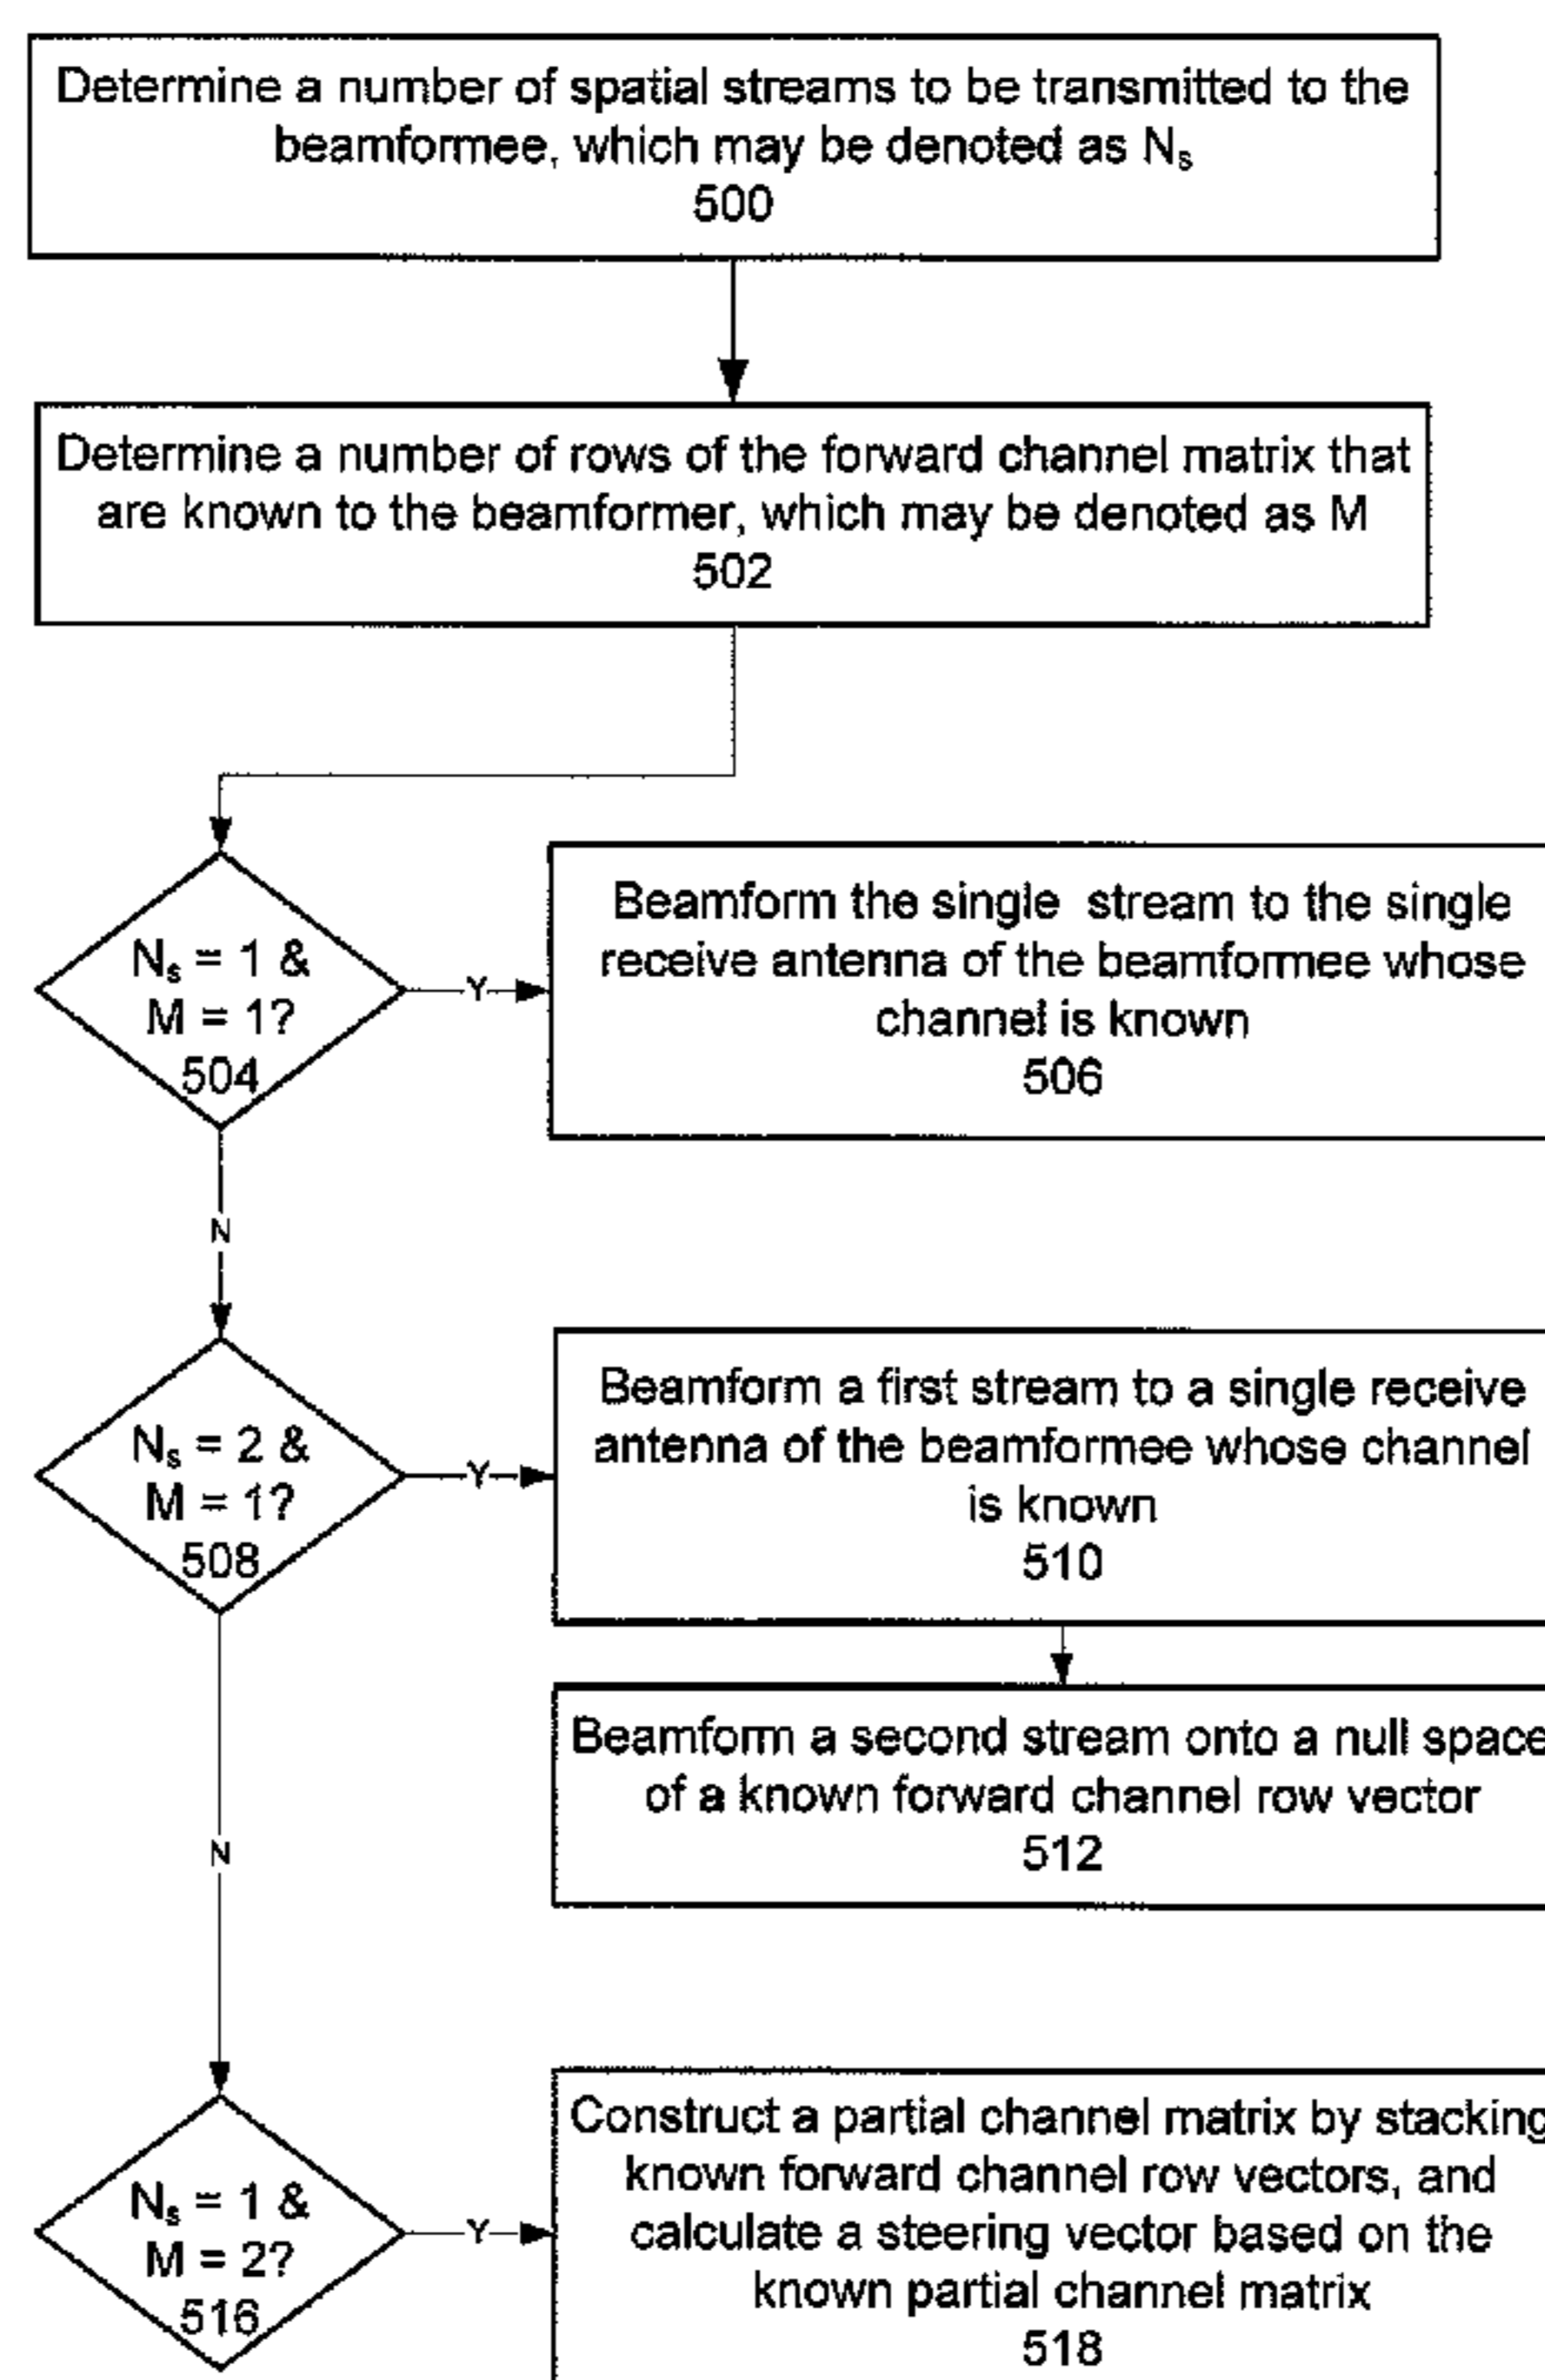 Determine a number of spatial streams to be transmitted to the
beamformee, which may be denoted as Ns
500
Determine a number of rows of the forward channel matrix that
are known to the beamformer, which may be denoted as M
502
Ns = 1 &
M = 1?
504
Y
Beamform the single stream to the single
receive antenna of the beamformee whose
channel is known
506
N
Ns = 2 &
M = 1?
508
Y
Beamform a first stream to a single receive
antenna of the beamformee whose channel
is known
510
Beamform a second stream onto a null space
of a known forward channel row vector
512
N
Ns = 1 &
M = 2?
516
Y
Construct a partial channel matrix by stacking
known forward channel row vectors, and
calculate a steering vector based on the
known partial channel matrix
518